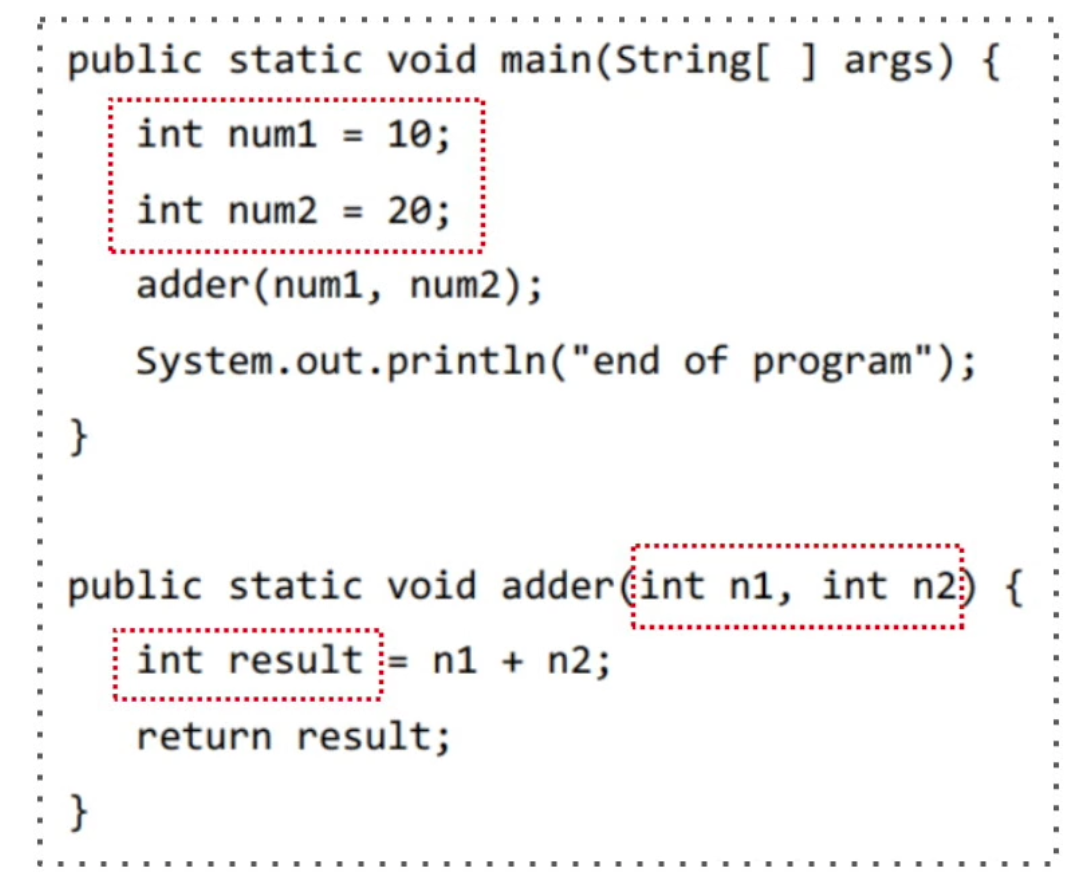 public static void main(String[ ] args) {
int num1 = 10;
int num2 = 20;
adder(num1, num2);
System.out.println("end of program");
}
public static void adder(int n1, int n2) {
int result = n1 + n2;
return result;
}